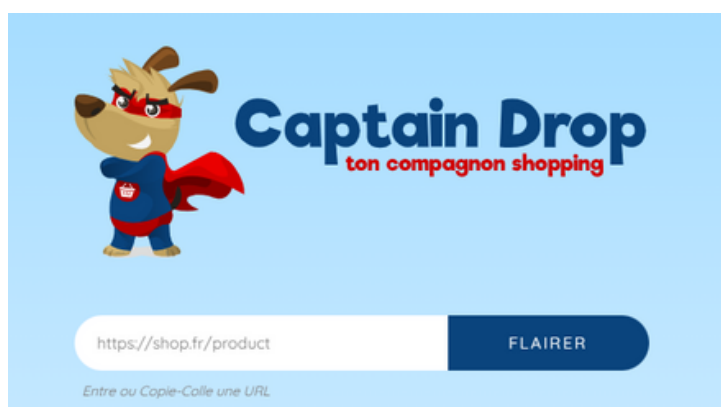 Captain Drop
ton compagnon shopping
https://shop.fr/product
FLAIRER
Entre ou Copie-Colle une URL